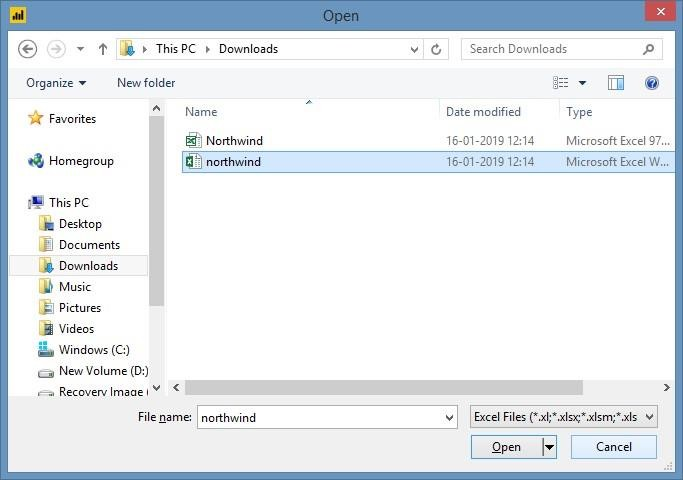 Open
This PC
Downloads
Search Downloads
Organize
New folder
Name
Date modified
Type
Favorites
Northwind
16-01-2019 12:14
Microsoft Excel 97...
northwind
16-01-2019 12:14
Microsoft Excel W...
Homegroup
This PC
Desktop
Documents
Downloads
Music
Pictures
Videos
Windows (C:)
New Volume (D:)
Recovery Image (
File name:
northwind
Excel Files (*.xl;*.xlsx;*.xlsm;*.xls
Open
Cancel